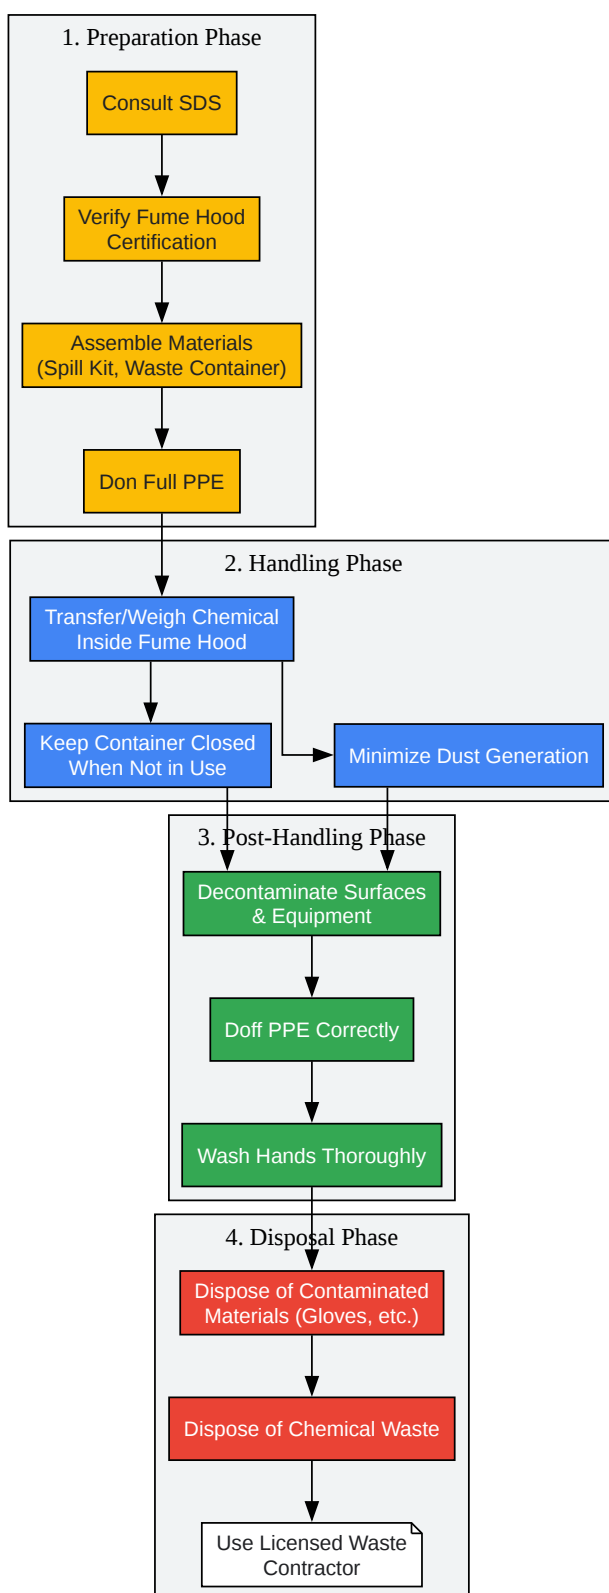 1. Preparation Phase
Consult SDS
Verify Fume Hood
Certification
Assemble Materials
(Spill Kit, Waste Container)
Don Full PPE
2. Handling Phase
Transfer/Weigh Chemical
Inside Fume Hood
Keep Container Closed
When Not in Use
Minimize Dust Generation
3. Post-Handling Phase
Decontaminate Surfaces
& Equipment
Doff PPE Correctly
Wash Hands Thoroughly
4. Disposal Phase
Dispose of Contaminated
Materials (Gloves, etc.)
Dispose of Chemical Waste
Use Licensed Waste
Contractor